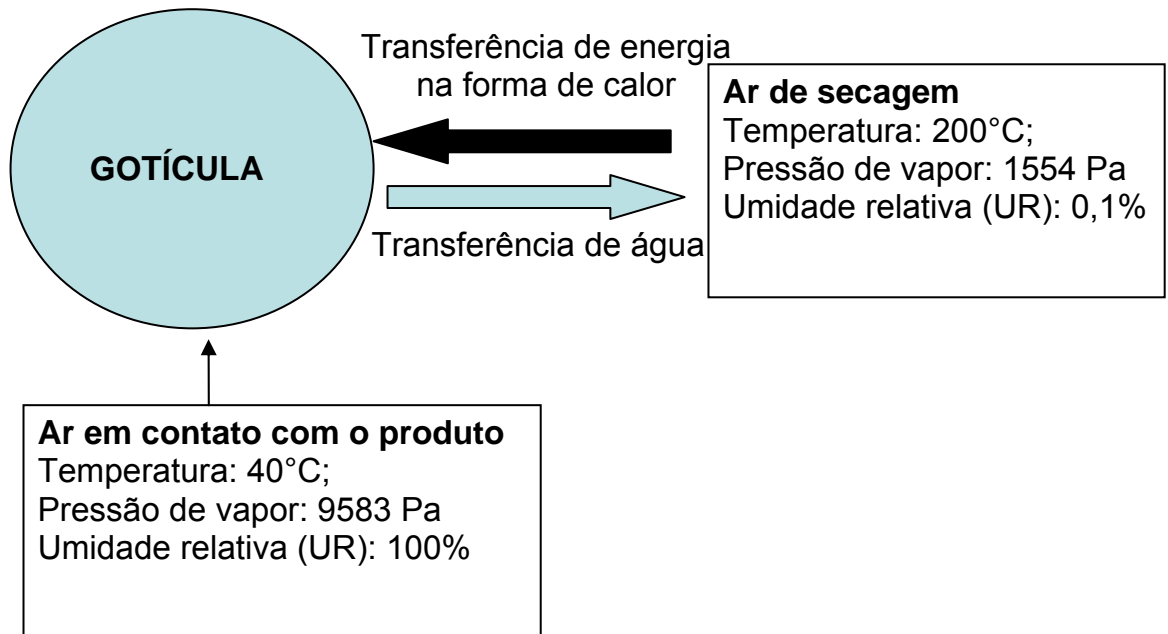 Transferência de energia
na forma de calor
GOTÍCULA
Transferência de água
Ar de secagem
Temperatura: 200°C;
Pressão de vapor: 1554 Pa
Umidade relativa (UR): 0,1%
Ar em contato com o produto
Temperatura: 40°C;
Pressão de vapor: 9583 Pa
Umidade relativa (UR): 100%